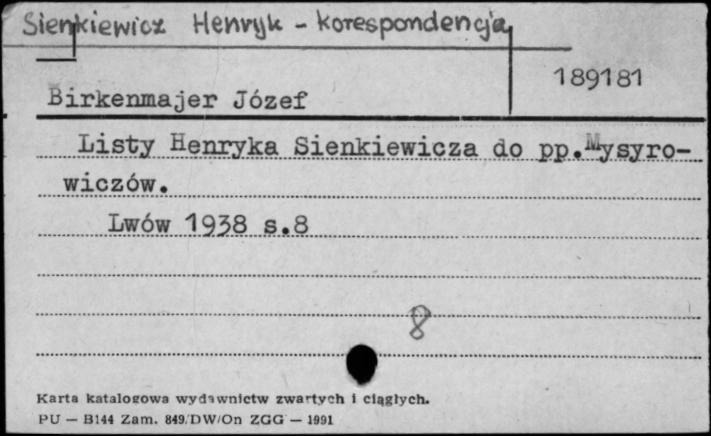 Sienkiewicz Henryk - korespondencja
189181
Birkenmajer Józef
Listy Henryka Sienkiewicza do pp.Mysyro-
wiczów.
Lwów 1938 s.8
8
Karta katalogowa wydawnictw zwartych i ciągłych.
PU — B144 Zam. 849/DW/On ZGG — 1991